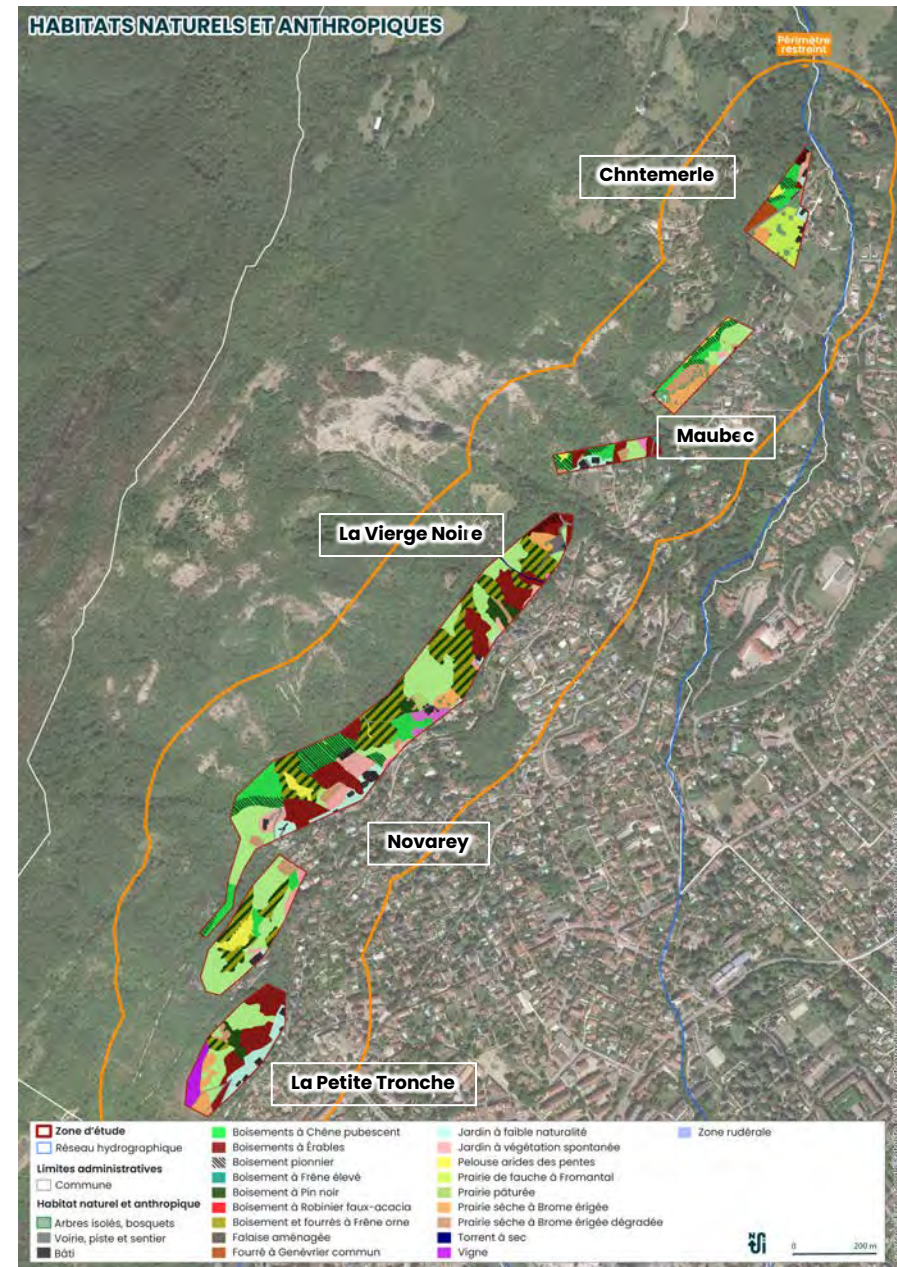 HABITATS NATURELS ET ANTHROPIQUES
Périmètre
restreint
Chntemerle
Maubec
La Vierge Noire
Novarey
La Petite Tronche
Zone d'étude
Réseau hydrographique
Limites administratives
Commune
Habitat naturel et anthropique
Arbres isolés, bosquets
Voirie, piste et sentier
Bâti
Boisements à Chêne pubescent
Boisements à Érables
Boisement pionnier
Boisement à Frêne élevé
Boisement à Pin noir
Boisement à Robinier faux-acacia
Boisement et fourrés à Frêne orne
Falaise aménagée
Fourré à Genévrier commun
Jardin à faible naturalité
Jardin à végétation spontanée
Pelouse arides des pentes
Prairie de fauche à Fromantal
Prairie pâturée
Prairie sèche à Brome érigée
Prairie sèche à Brome érigée dégradée
Torrent à sec
Vigne
Zone rudérale
N
0 200 m